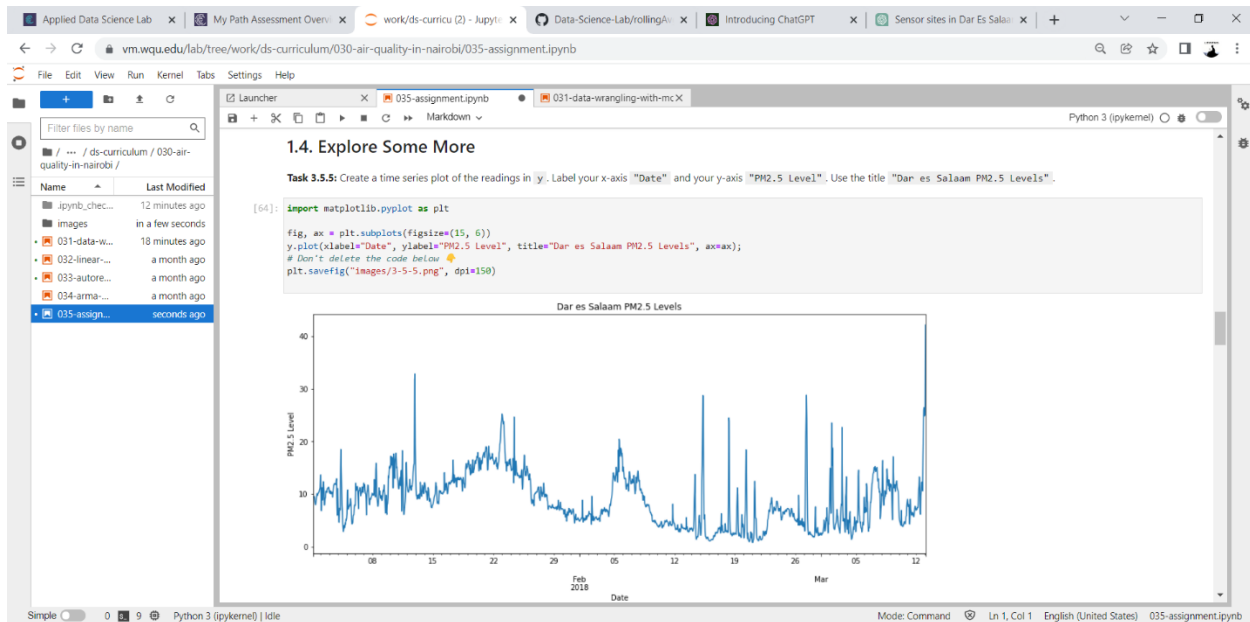 Applied Data Science Lab
My Path Assessment Overvi
work/ds-curricu (2) - Jupyte
Data-Science-Lab/rollingAv
Introducing ChatGPT
Sensor sites in Dar Es Salaa
vm.wqu.edu/lab/tree/work/ds-curriculum/030-air-quality-in-nairobi/035-assignment.ipynb
File Edit View Run Kernel Tabs Settings Help
Launcher
035-assignment.ipynb
031-data-wrangling-with-mo
Markdown
Python 3 (ipykernel)
Filter files by name
/ ··· / ds-curriculum / 030-air-
quality-in-nairobi /
Name Last Modified
.ipynb_chec... 12 minutes ago
images in a few seconds
031-data-w... 18 minutes ago
032-linear-... a month ago
033-autore... a month ago
034-arma-... a month ago
035-assign... seconds ago
1.4. Explore Some More
Task 3.5.5: Create a time series plot of the readings in y. Label your x-axis "Date" and your y-axis "PM2.5 Level". Use the title "Dar es Salaam PM2.5 Levels".
[64]: import matplotlib.pyplot as plt
fig, ax = plt.subplots(figsize=(15, 6))
y.plot(xlabel="Date", ylabel="PM2.5 Level", title="Dar es Salaam PM2.5 Levels", ax=ax);
# Don't delete the code below 👇
plt.savefig("images/3-5-5.png", dpi=150)
Dar es Salaam PM2.5 Levels
PM2.5 Level
40
30
20
10
0
08 15 22 29 05 12 19 26 05 12
Feb Mar
2018
Date
Simple 0 9 Python 3 (ipykernel) | Idle
Mode: Command Ln 1, Col 1 English (United States) 035-assignment.ipynb